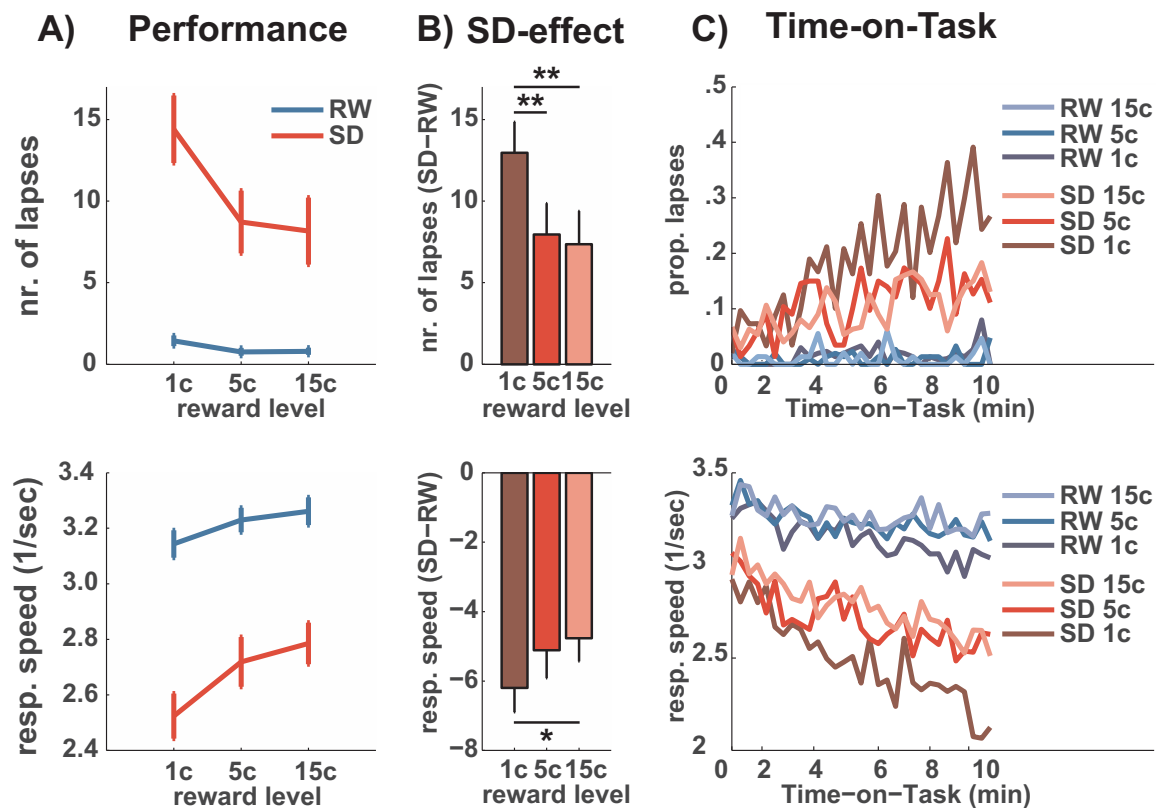 A) Performance
B) SD-effect
C) Time-on-Task
nr. of lapses
15
10
5
0
RW
SD
1c 5c 15c
reward level
nr. of lapses (SD−RW)
15
10
5
0
**
**
1c 5c 15c
reward level
prop. lapses
.5
.4
.3
.2
.1
0
0 2 4 6 8 10
Time−on−Task (min)
RW 15c
RW 5c
RW 1c
SD 15c
SD 5c
SD 1c
resp. speed (1/sec)
3.4
3.2
3.0
2.8
2.6
2.4
1c 5c 15c
reward level
resp. speed (SD−RW)
0
−2
−4
−6
−8
*
1c 5c 15c
reward level
resp. speed (1/sec)
3.5
3
2.5
2
0 2 4 6 8 10
Time−on−Task (min)
RW 15c
RW 5c
RW 1c
SD 15c
SD 5c
SD 1c